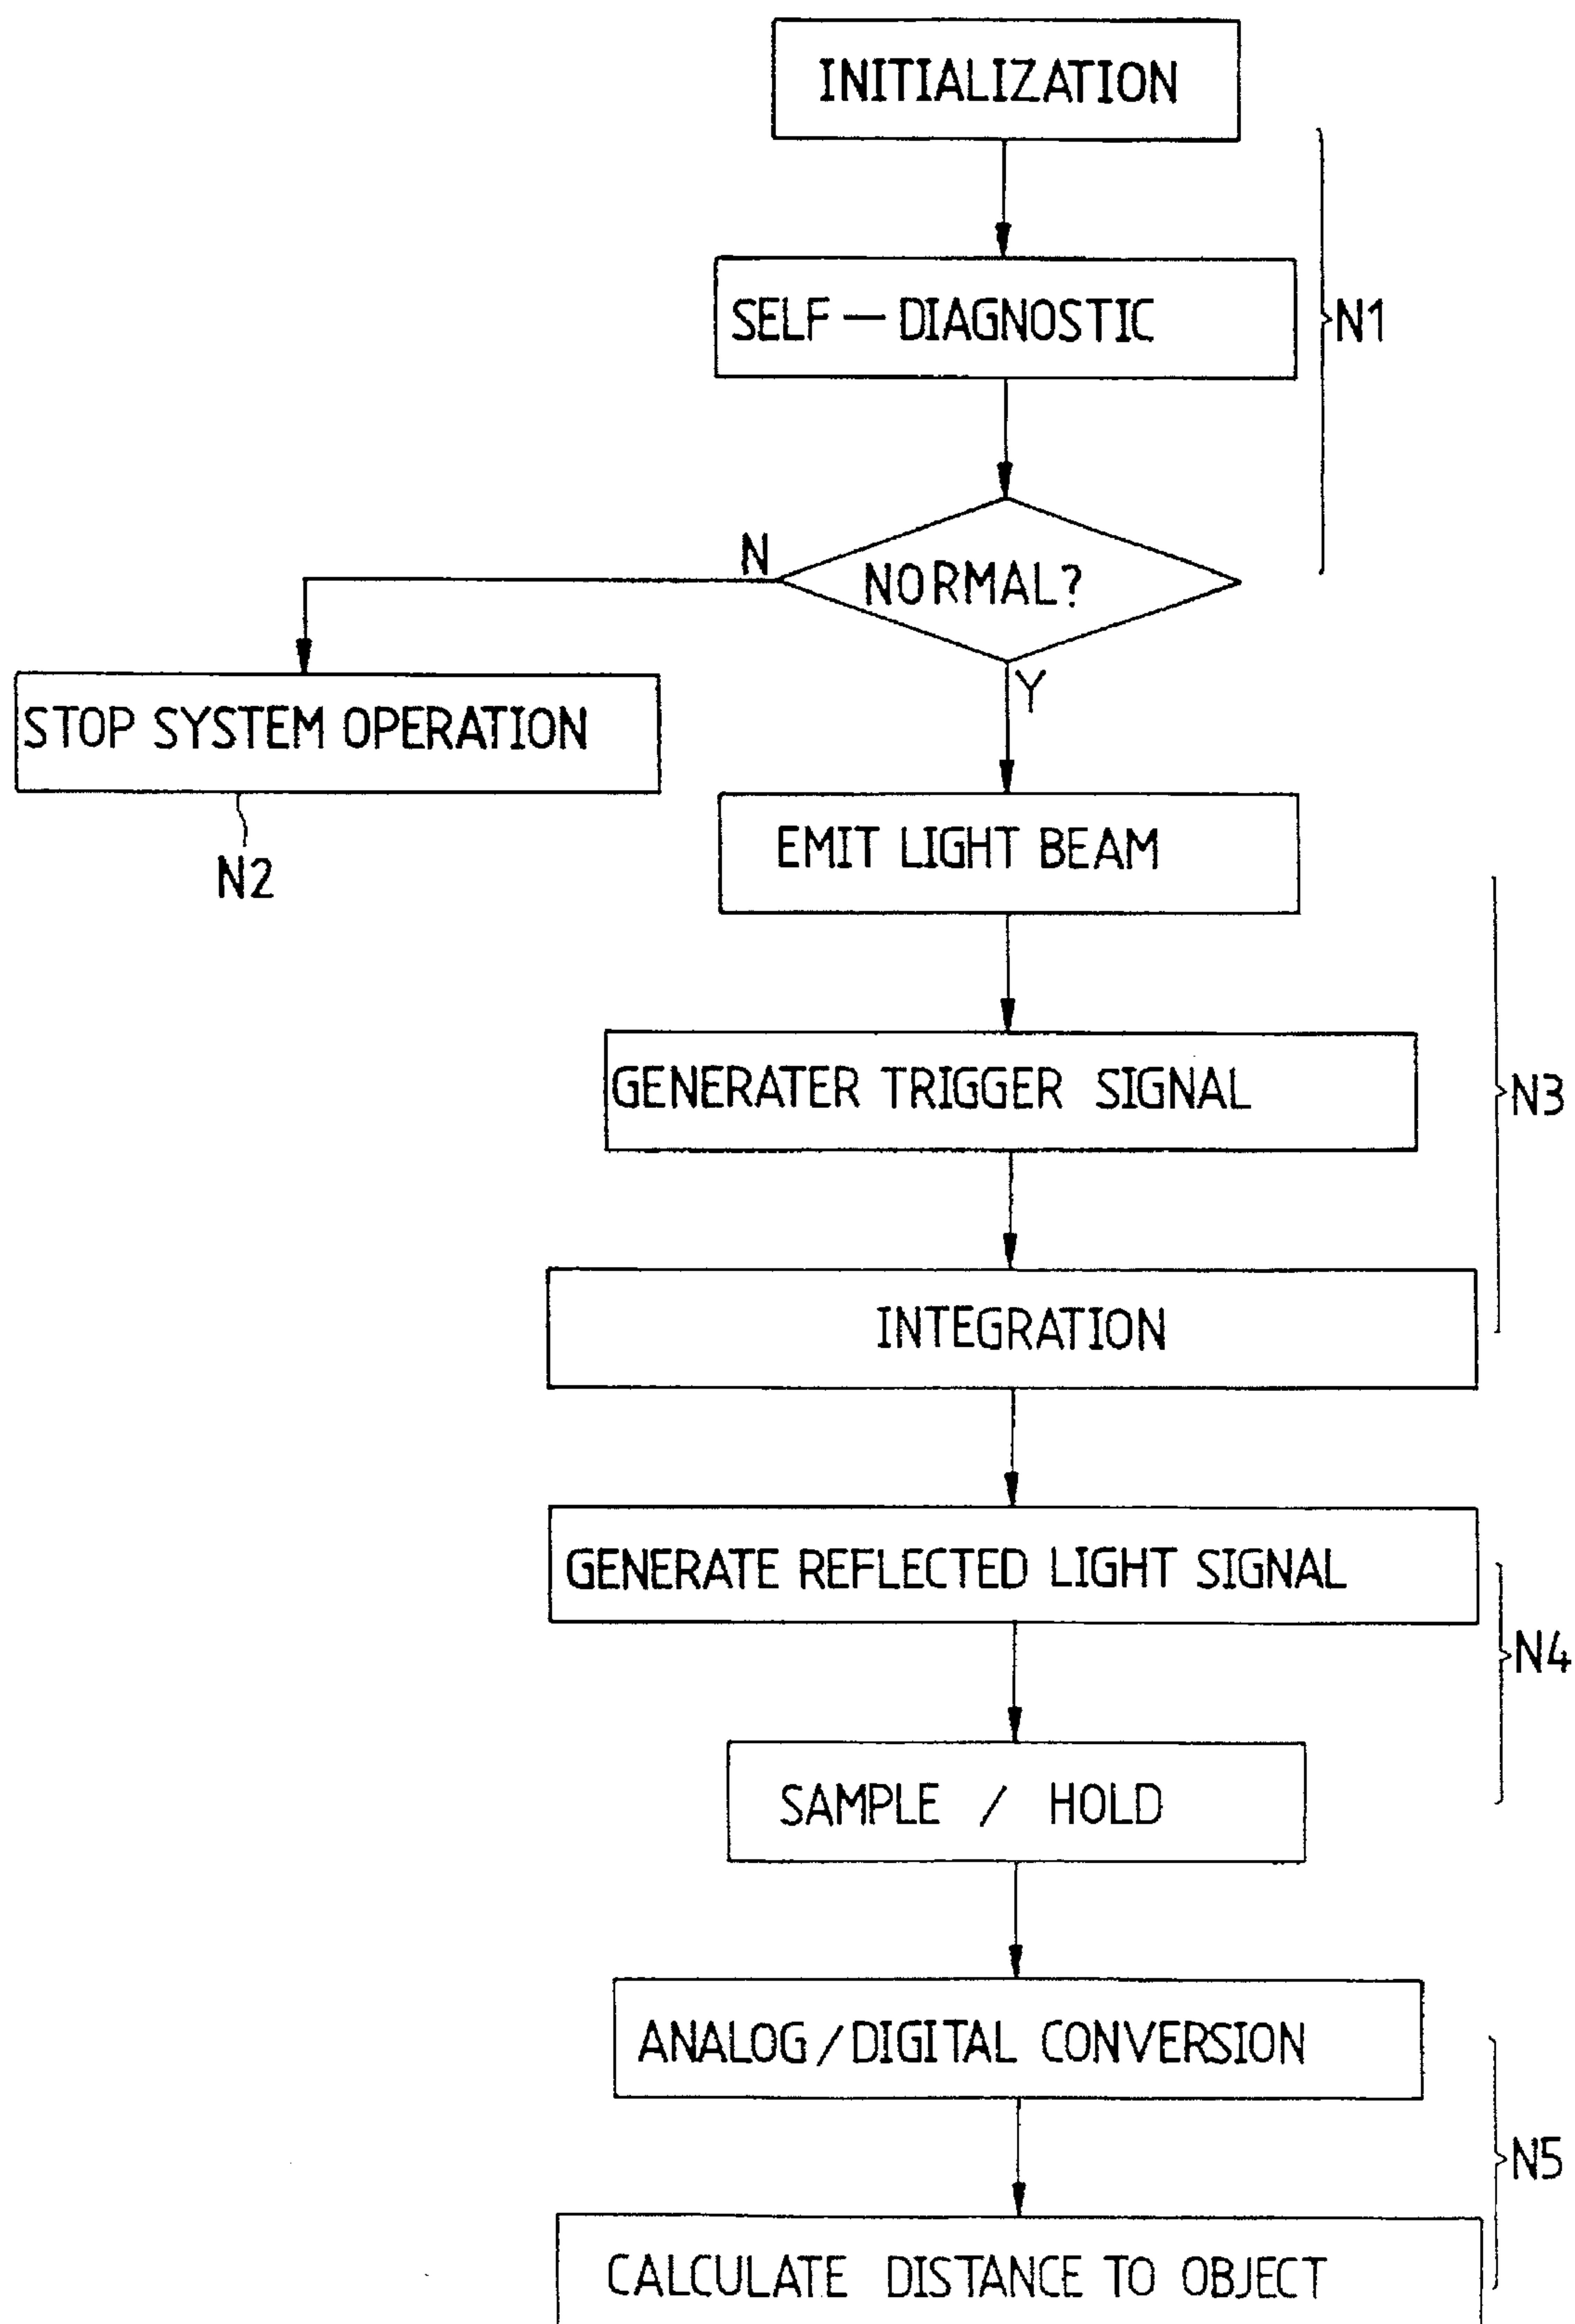 INITIALIZATION
SELF — DIAGNOSTIC
N1
N
NORMAL?
Y
STOP SYSTEM OPERATION
N2
EMIT LIGHT BEAM
GENERATER TRIGGER SIGNAL
N3
INTEGRATION
GENERATE REFLECTED LIGHT SIGNAL
N4
SAMPLE / HOLD
ANALOG/DIGITAL CONVERSION
N5
CALCULATE DISTANCE TO OBJECT